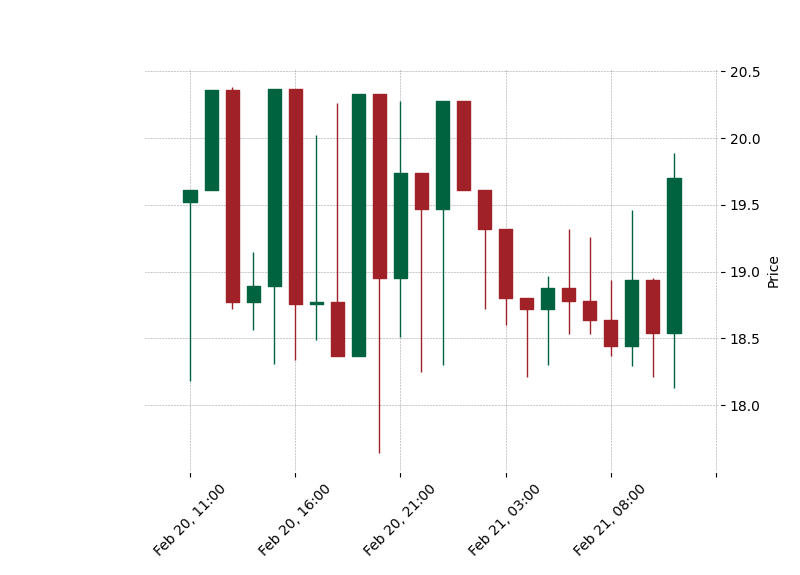 20.5
20.0
19.5
19.0
18.5
18.0
Price
Feb 20, 11:00
Feb 20, 16:00
Feb 20, 21:00
Feb 21, 03:00
Feb 21, 08:00